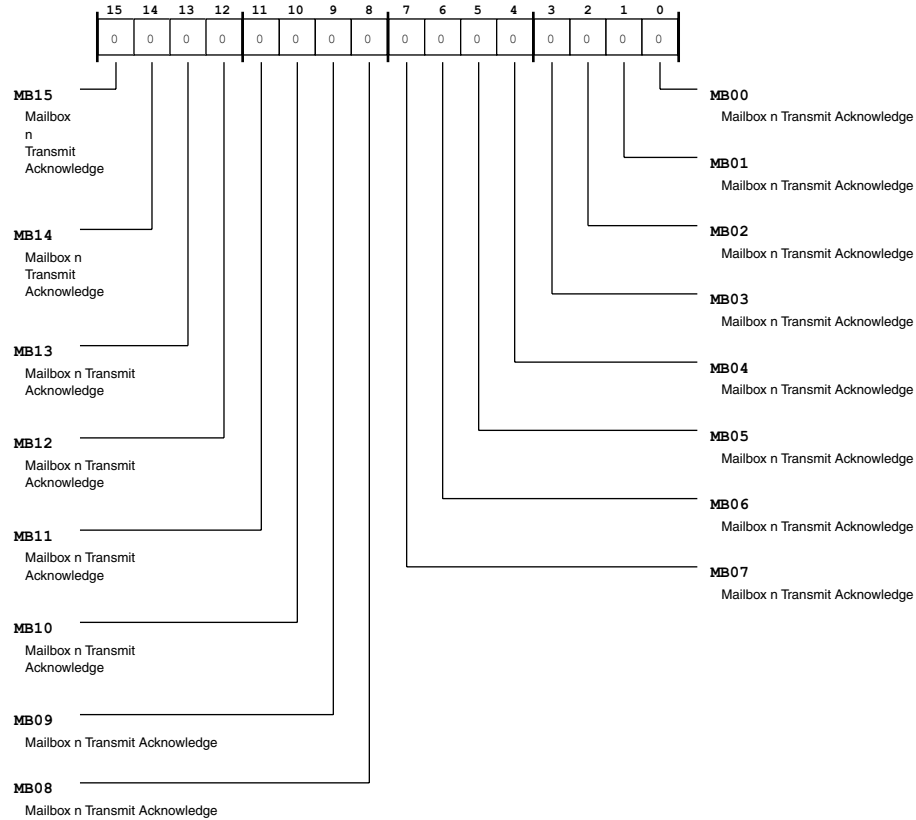 15 14 13 12 11 10 9 8 7 6 5 4 3 2 1 0
0 0 0 0 0 0 0 0 0 0 0 0 0 0 0 0
MB15
Mailbox
n
Transmit
Acknowledge
MB14
Mailbox n
Transmit
Acknowledge
MB13
Mailbox n Transmit
Acknowledge
MB12
Mailbox n Transmit
Acknowledge
MB11
Mailbox n Transmit
Acknowledge
MB10
Mailbox n Transmit
Acknowledge
MB09
Mailbox n Transmit Acknowledge
MB08
Mailbox n Transmit Acknowledge
MB00
Mailbox n Transmit Acknowledge
MB01
Mailbox n Transmit Acknowledge
MB02
Mailbox n Transmit Acknowledge
MB03
Mailbox n Transmit Acknowledge
MB04
Mailbox n Transmit Acknowledge
MB05
Mailbox n Transmit Acknowledge
MB06
Mailbox n Transmit Acknowledge
MB07
Mailbox n Transmit Acknowledge